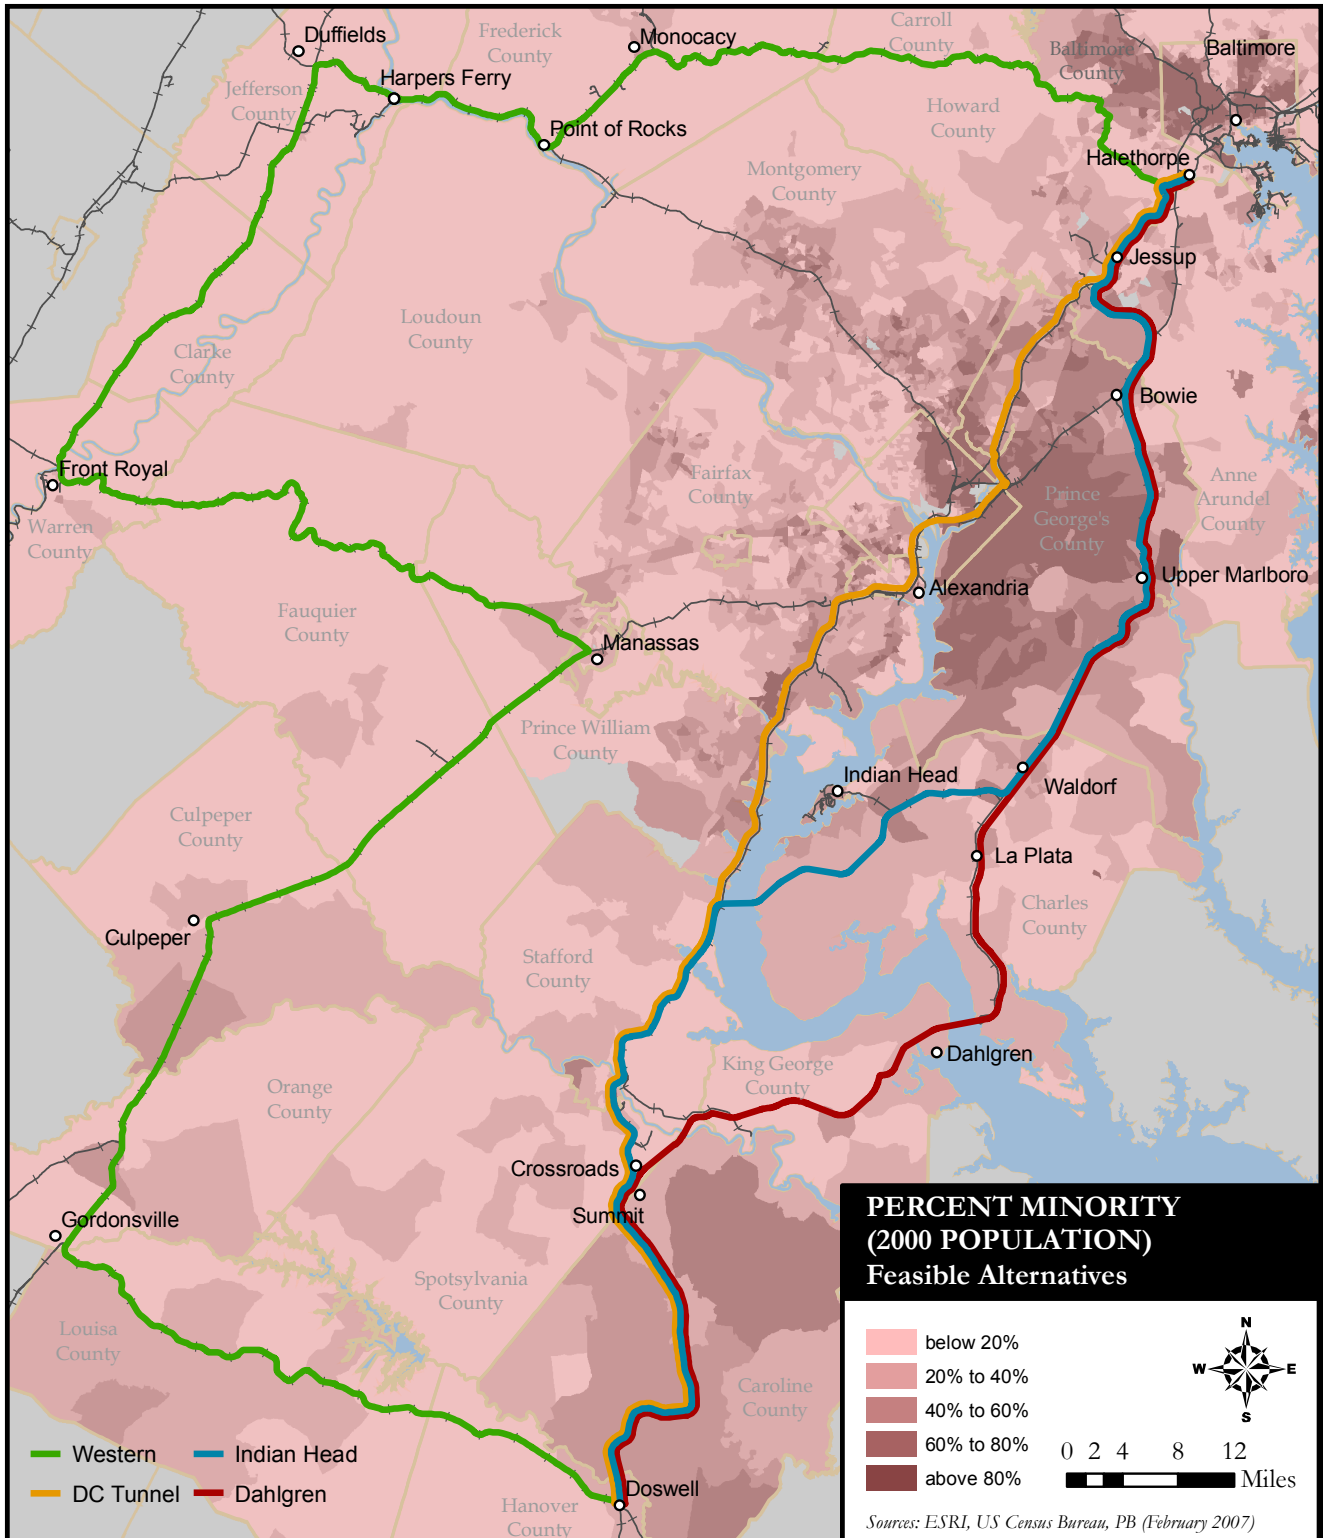 Duffields
Frederick
County
Monocacy
Carroll
County
Baltimore
County
Baltimore
Harpers Ferry
Jefferson
County
Point of Rocks
Howard
County
Halethorpe
Montgomery
County
Jessup
Loudoun
County
Clarke
County
Bowie
Front Royal
Fairfax
County
Prince
George's
County
Anne
Arundel
County
Warren
County
Upper Marlboro
Alexandria
Fauquier
County
Manassas
Prince William
County
Indian Head
Waldorf
Culpeper
County
La Plata
Charles
County
Culpeper
Stafford
County
Dahlgren
King George
County
Orange
County
Crossroads
Summit
Gordonsville
Spotsylvania
County
Louisa
County
Caroline
County
Doswell
Hanover
County
Western
Indian Head
DC Tunnel
Dahlgren
PERCENT MINORITY
(2000 POPULATION)
Feasible Alternatives
below 20%
20% to 40%
40% to 60%
60% to 80%
above 80%
N
W E
S
0 2 4 8 12
Miles
Sources: ESRI, US Census Bureau, PB (February 2007)